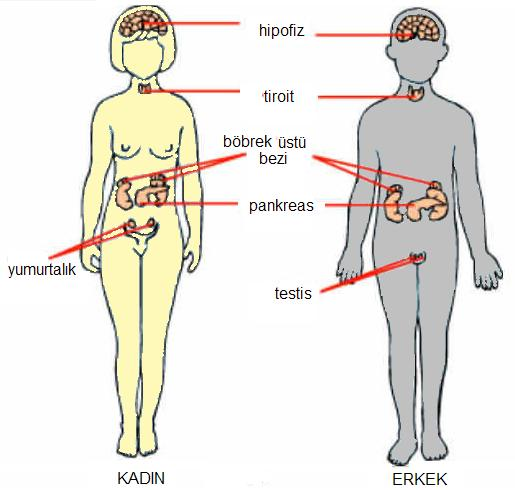 hipofiz
tiroit
böbrek üstü
bezi
pankreas
yumurtalık
testis
KADIN
ERKEK